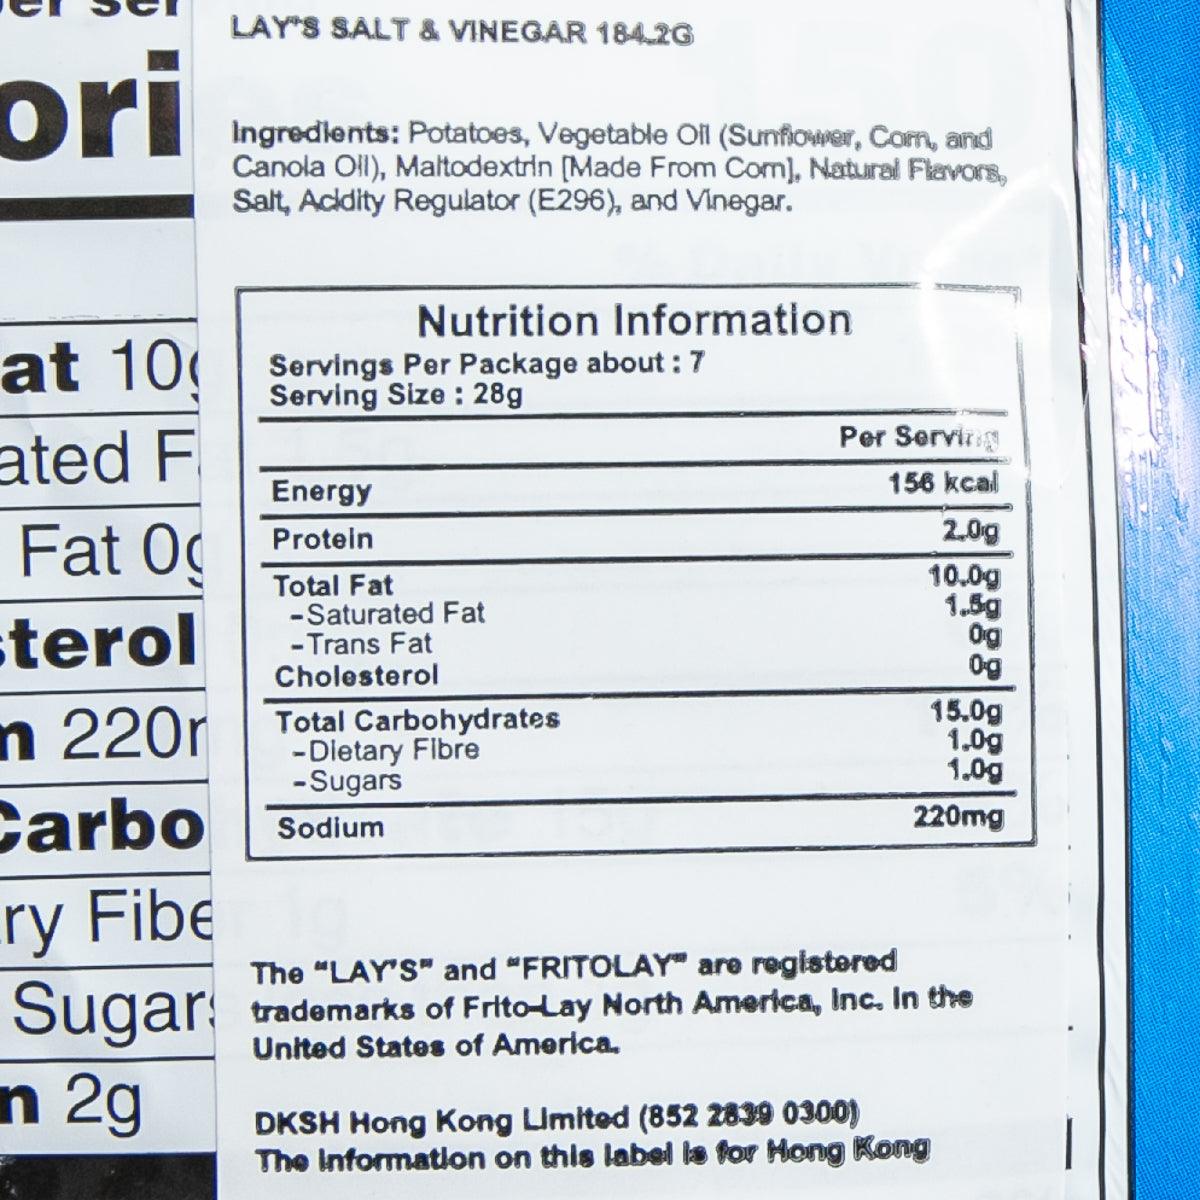 ori
at 10g
ated F
Fat 0g
sterol
m 220m
Carbo
ry Fiber 1g
Sugars
n 2g
LAY'S SALT & VINEGAR 184.2G
Ingredients: Potatoes, Vegetable Oil (Sunflower, Corn, and
Canola Oil), Maltodextrin [Made From Corn], Natural Flavors,
Salt, Acidity Regulator (E296), and Vinegar.
Nutrition Information
Servings Per Package about : 7
Serving Size : 28g
Per Serving
Energy 156 kcal
Protein 2.0g
Total Fat 10.0g
-Saturated Fat 1.5g
-Trans Fat 0g
Cholesterol 0g
Total Carbohydrates 15.0g
-Dietary Fibre 1.0g
-Sugars 1.0g
Sodium 220mg
The "LAY'S" and "FRITOLAY" are registered
trademarks of Frito-Lay North America, Inc. in the
United States of America.
DKSH Hong Kong Limited (852 2839 0300)
The information on this label is for Hong Kong